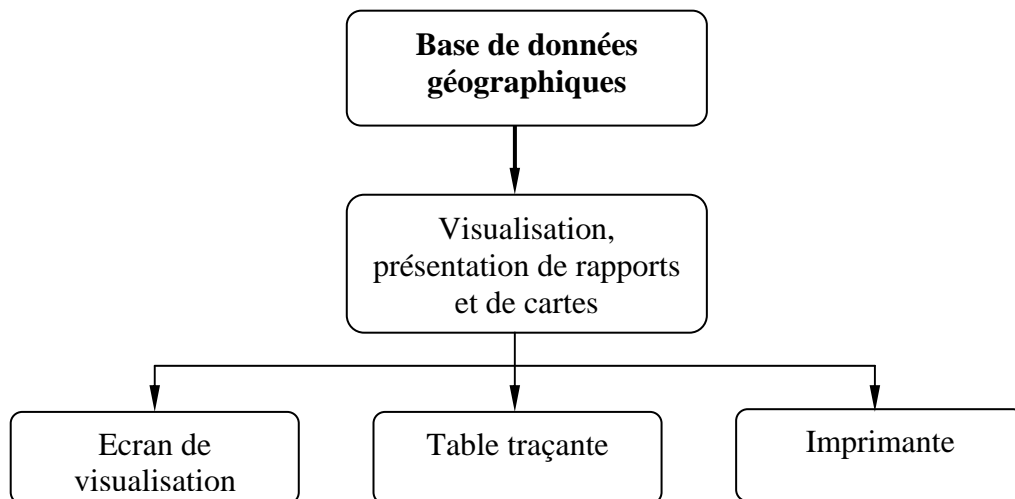 Base de données
géographiques
Visualisation,
présentation de rapports
et de cartes
Ecran de
visualisation
Table traçante
Imprimante